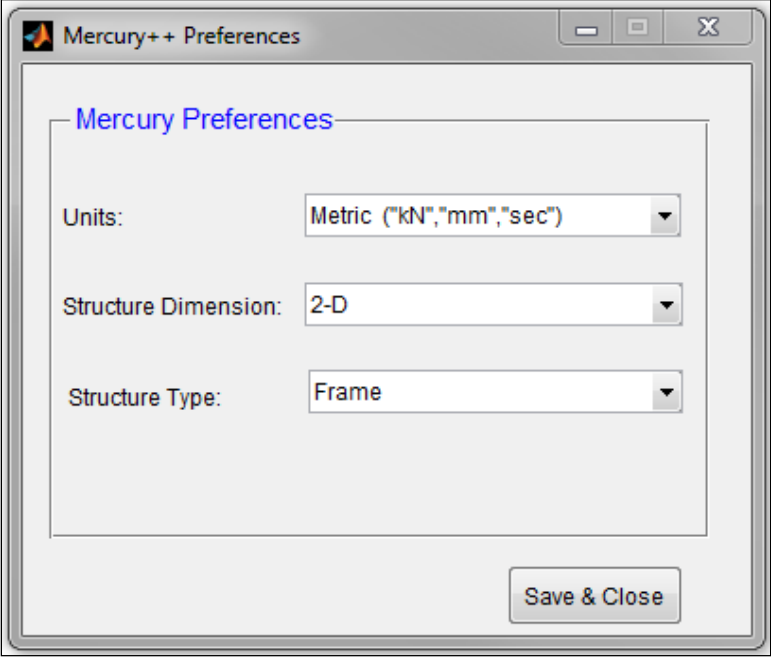 Mercury++ Preferences
Mercury Preferences
Units: Metric ("kN","mm","sec")
Structure Dimension: 2-D
Structure Type: Frame
Save & Close